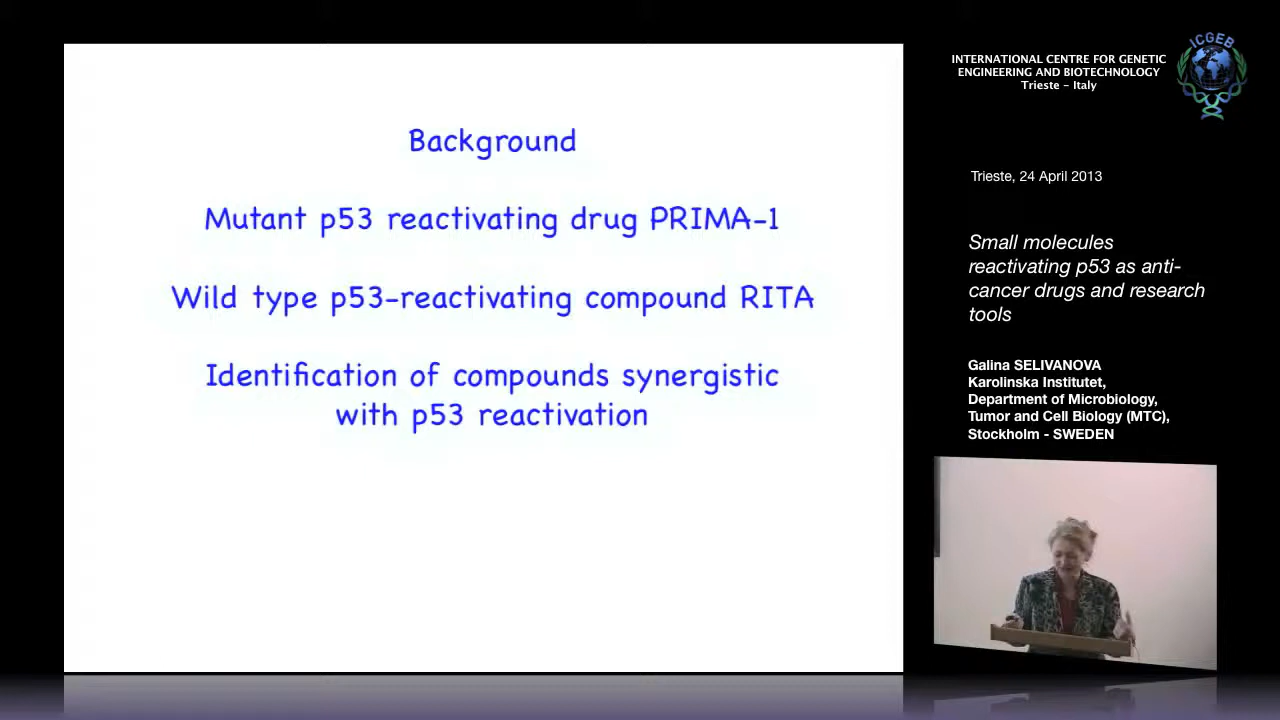 Background
Mutant p53 reactivating drug PRIMA-1
Wild type p53-reactivating compound RITA
Identification of compounds synergistic
with p53 reactivation
INTERNATIONAL CENTRE FOR GENETIC
ENGINEERING AND BIOTECHNOLOGY
Trieste - Italy
ICGEB
Trieste, 24 April 2013
Small molecules
reactivating p53 as anti-
cancer drugs and research
tools
Galina SELIVANOVA
Karolinska Institutet,
Department of Microbiology,
Tumor and Cell Biology (MTC),
Stockholm - SWEDEN